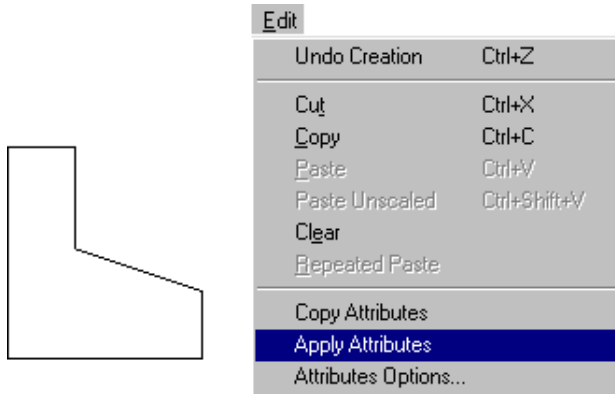 Edit
Undo Creation Ctrl+Z
Cut Ctrl+X
Copy Ctrl+C
Paste Ctrl+V
Paste Unscaled Ctrl+Shift+V
Clear
Repeated Paste
Copy Attributes
Apply Attributes
Attributes Options...